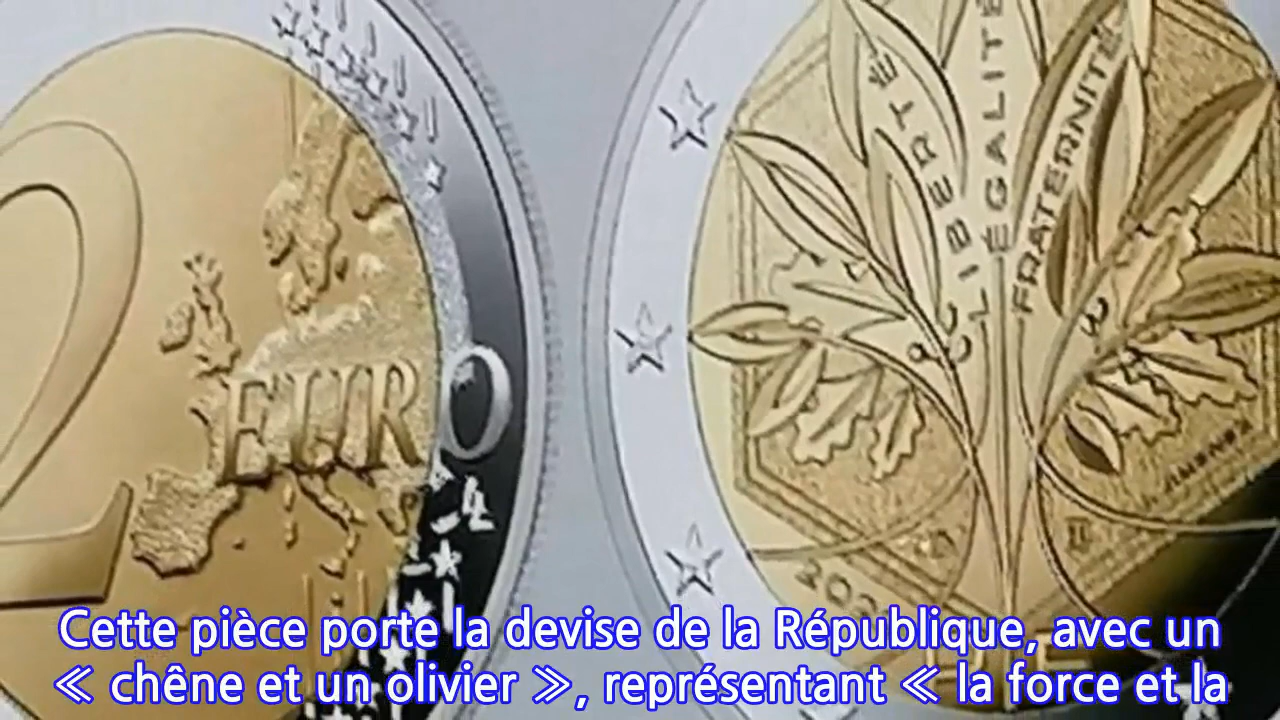 2
EURO
LIBERTÉ
ÉGALITÉ
FRATERNITÉ
Cette pièce porte la devise de la République, avec un
≪ chêne et un olivier ≫, représentant ≪ la force et la